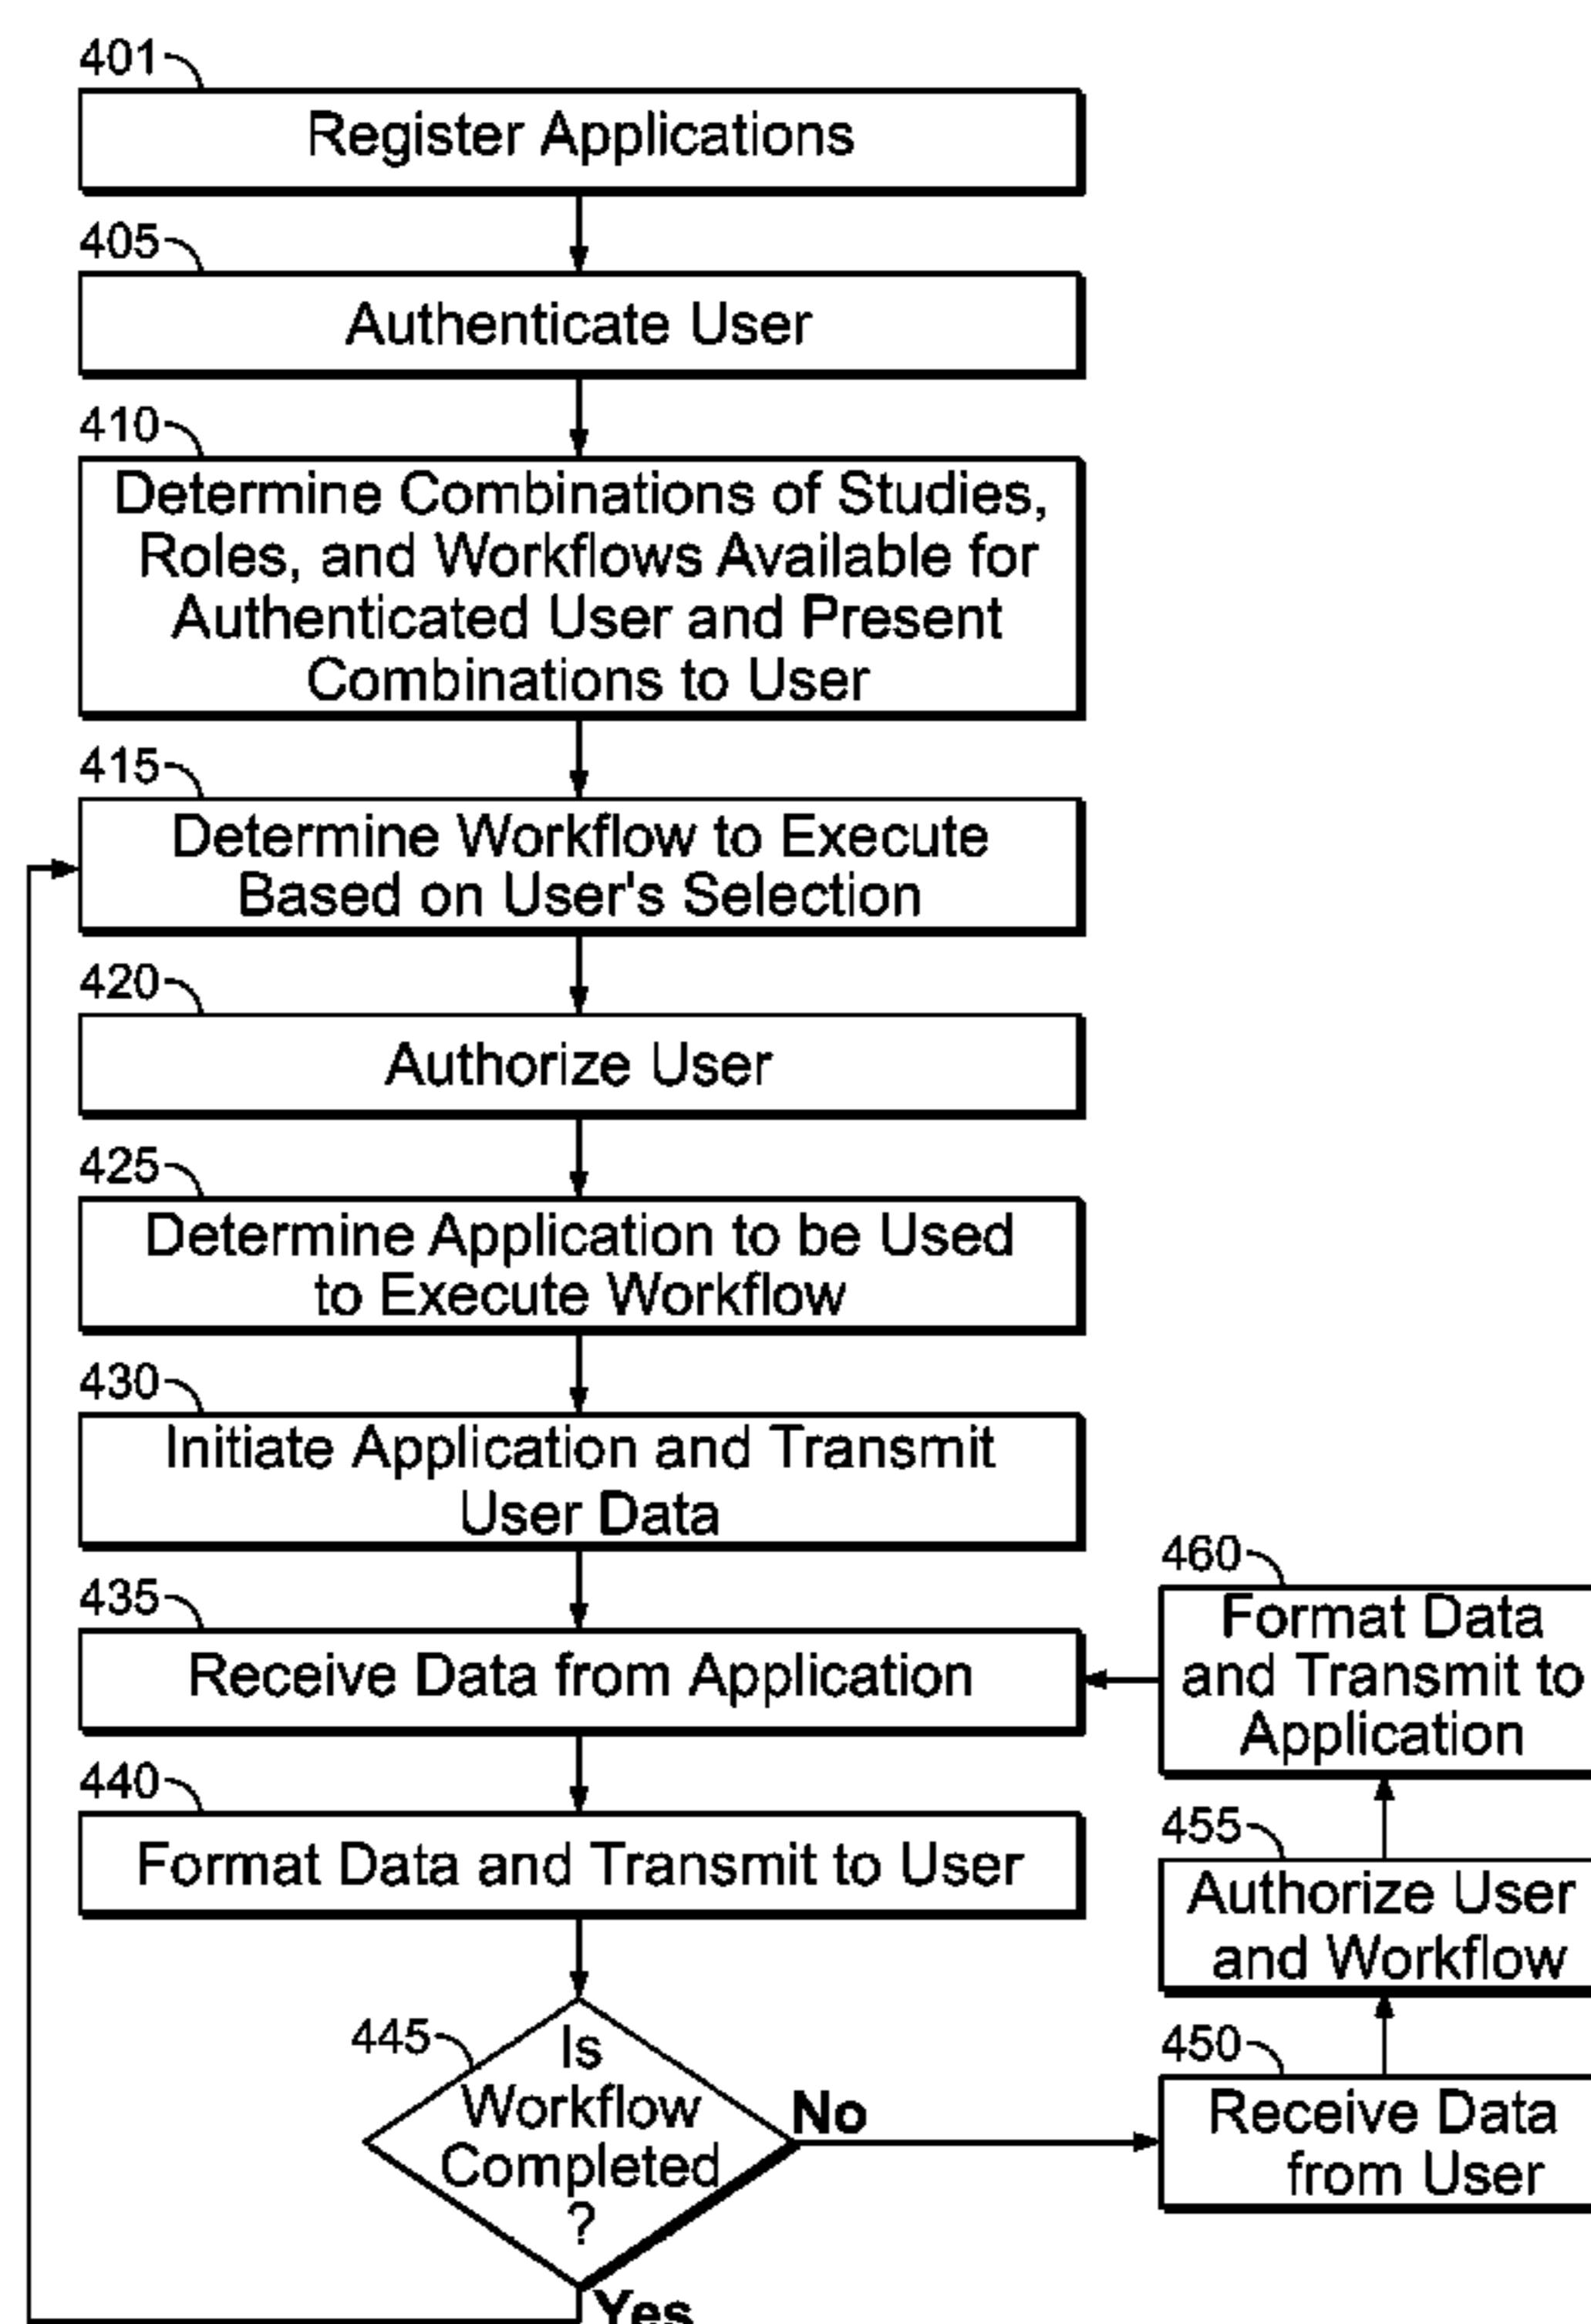 401
Register Applications
405
Authenticate User
410
Determine Combinations of Studies,
Roles, and Workflows Available for
Authenticated User and Present
Combinations to User
415
Determine Workflow to Execute
Based on User's Selection
420
Authorize User
425
Determine Application to be Used
to Execute Workflow
430
Initiate Application and Transmit
User Data
435
Receive Data from Application
440
Format Data and Transmit to User
445
Is
Workflow
Completed
?
No
Yes
450
Receive Data
from User
455
Authorize User
and Workflow
460
Format Data
and Transmit to
Application